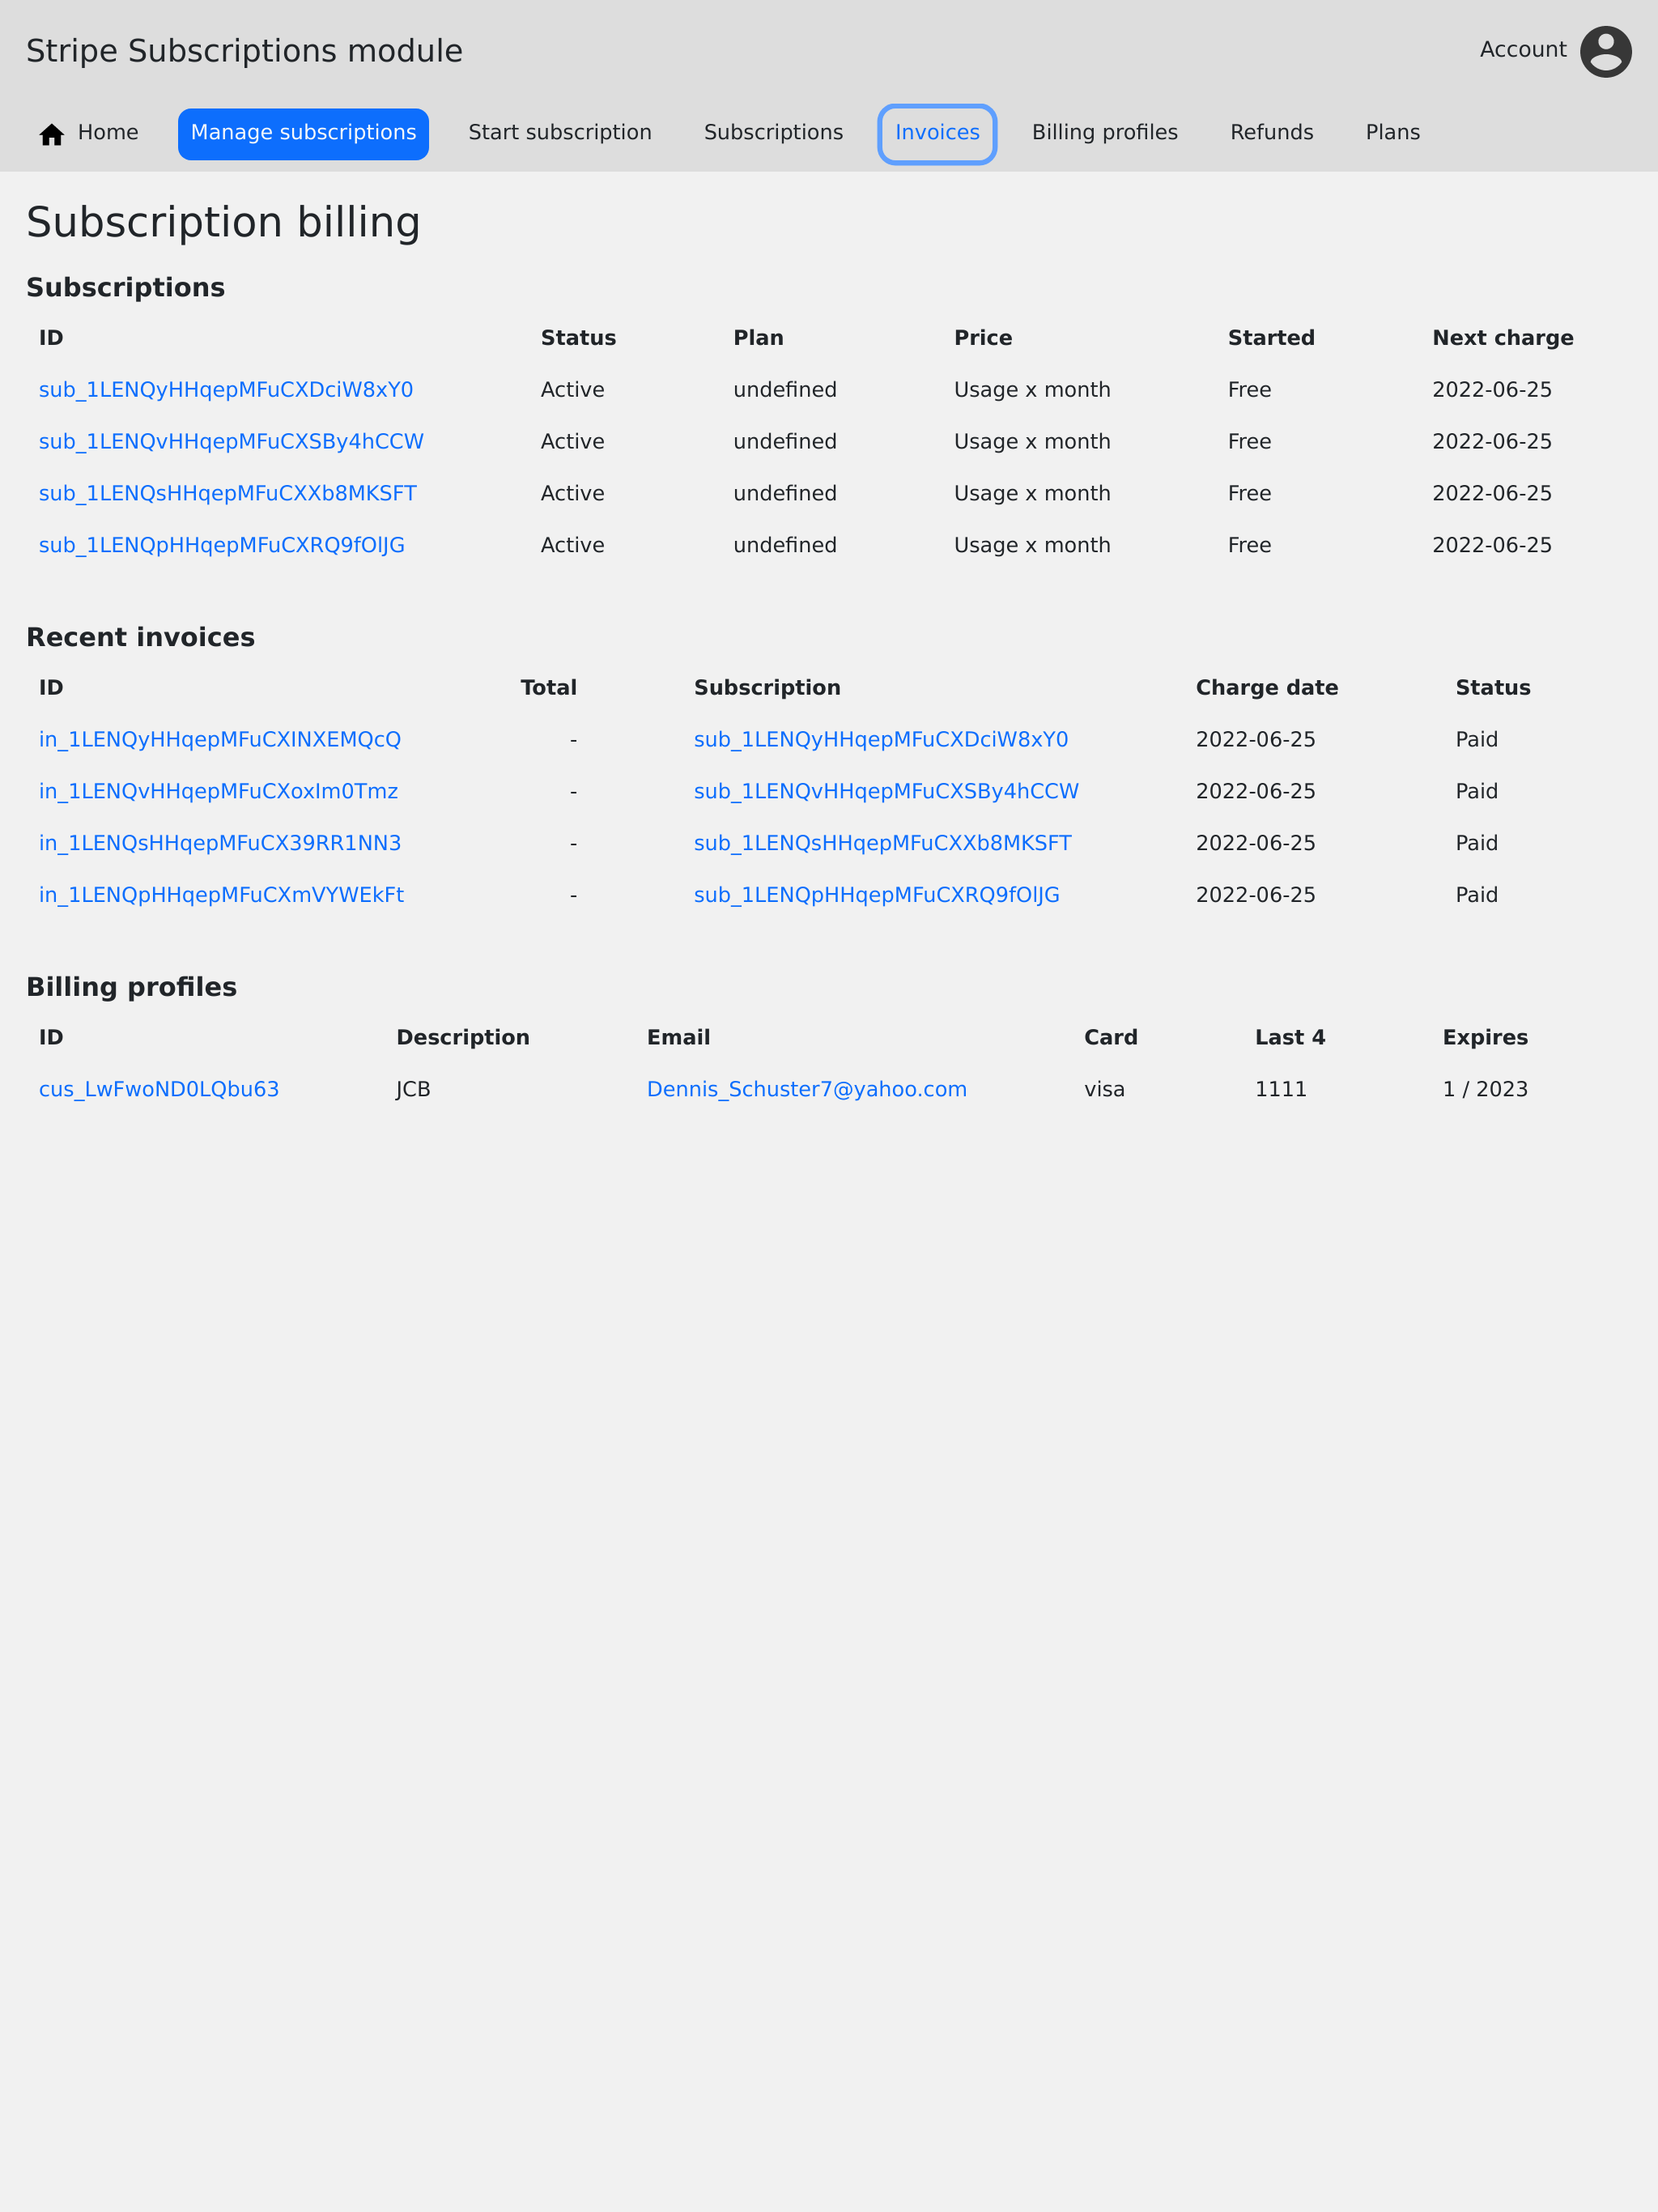 Stripe Subscriptions module
Account
Home Manage subscriptions Start subscription Subscriptions Invoices Billing profiles Refunds Plans
Subscription billing
Subscriptions
ID Status Plan Price Started Next charge
sub_1LENQyHHqepMFuCXDciW8xY0 Active undefined Usage x month Free 2022-06-25
sub_1LENQvHHqepMFuCXSBy4hCCW Active undefined Usage x month Free 2022-06-25
sub_1LENQsHHqepMFuCXXb8MKSFT Active undefined Usage x month Free 2022-06-25
sub_1LENQpHHqepMFuCXRQ9fOlJG Active undefined Usage x month Free 2022-06-25
Recent invoices
ID Total Subscription Charge date Status
in_1LENQyHHqepMFuCXINXEMQcQ - sub_1LENQyHHqepMFuCXDciW8xY0 2022-06-25 Paid
in_1LENQvHHqepMFuCXoxIm0Tmz - sub_1LENQvHHqepMFuCXSBy4hCCW 2022-06-25 Paid
in_1LENQsHHqepMFuCX39RR1NN3 - sub_1LENQsHHqepMFuCXXb8MKSFT 2022-06-25 Paid
in_1LENQpHHqepMFuCXmVYWEkFt - sub_1LENQpHHqepMFuCXRQ9fOlJG 2022-06-25 Paid
Billing profiles
ID Description Email Card Last 4 Expires
cus_LwFwoND0LQbu63 JCB Dennis_Schuster7@yahoo.com visa 1111 1 / 2023